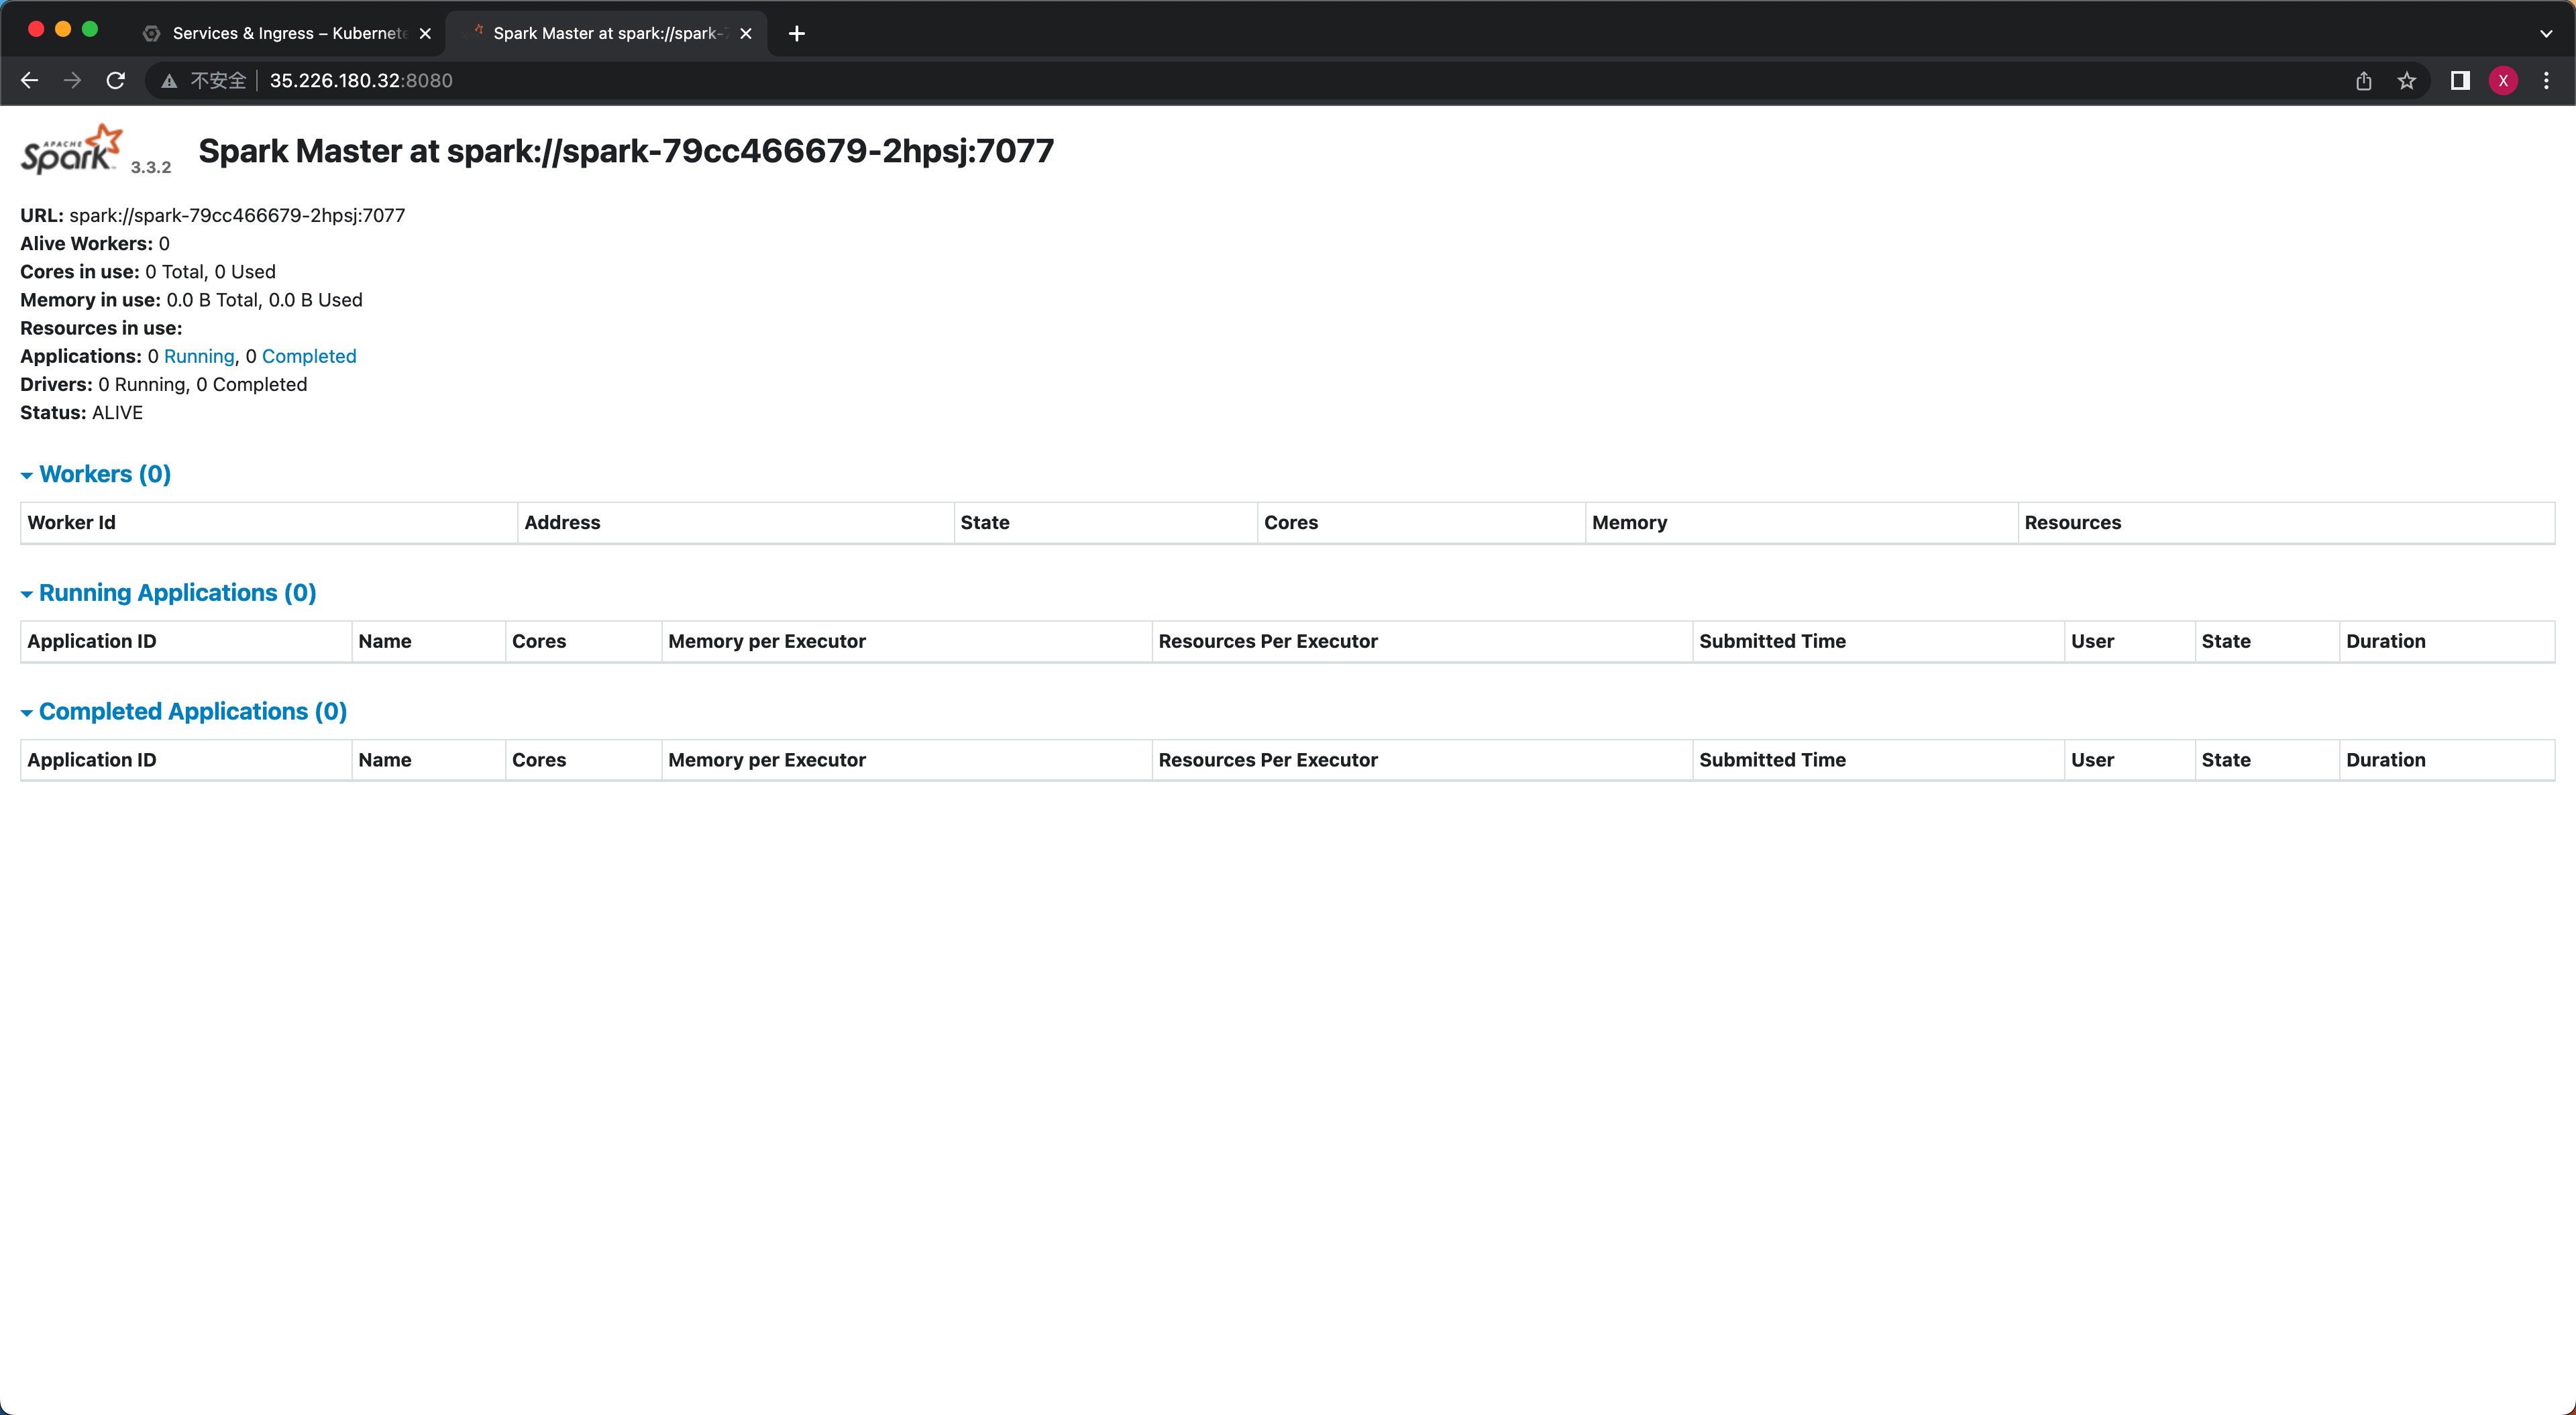 Services & Ingress – Kubernete
Spark Master at spark://spark-7
不安全 35.226.180.32:8080
X
APACHE Spark 3.3.2
Spark Master at spark://spark-79cc466679-2hpsj:7077
URL: spark://spark-79cc466679-2hpsj:7077
Alive Workers: 0
Cores in use: 0 Total, 0 Used
Memory in use: 0.0 B Total, 0.0 B Used
Resources in use:
Applications: 0 Running, 0 Completed
Drivers: 0 Running, 0 Completed
Status: ALIVE
Workers (0)
Worker Id Address State Cores Memory Resources
Running Applications (0)
Application ID Name Cores Memory per Executor Resources Per Executor Submitted Time User State Duration
Completed Applications (0)
Application ID Name Cores Memory per Executor Resources Per Executor Submitted Time User State Duration